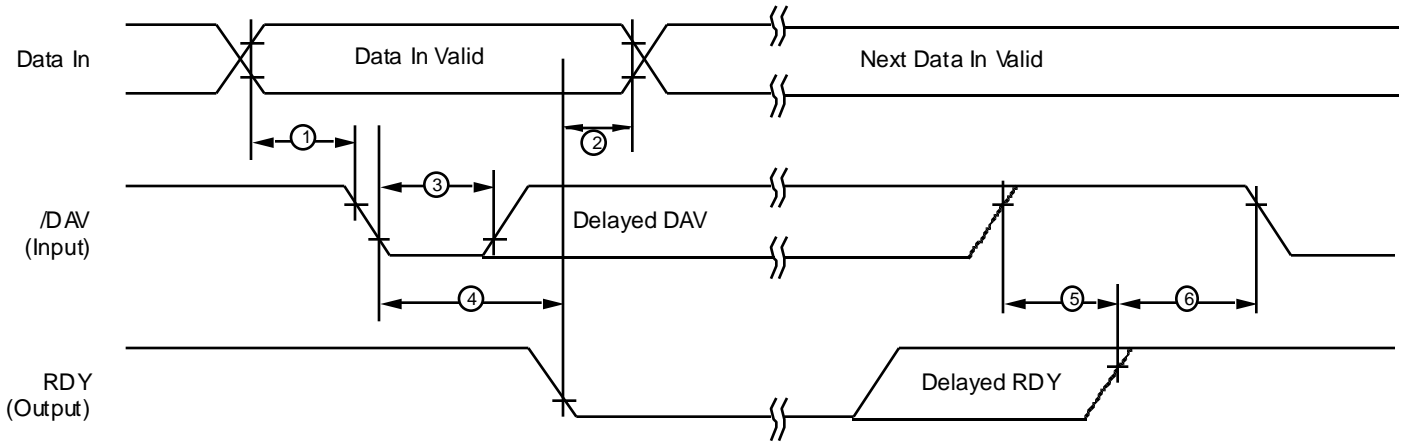 Data In
Data In Valid
Next Data In Valid
1
2
3
/DAV
(Input)
Delayed DAV
4
5
6
RDY
(Output)
Delayed RDY